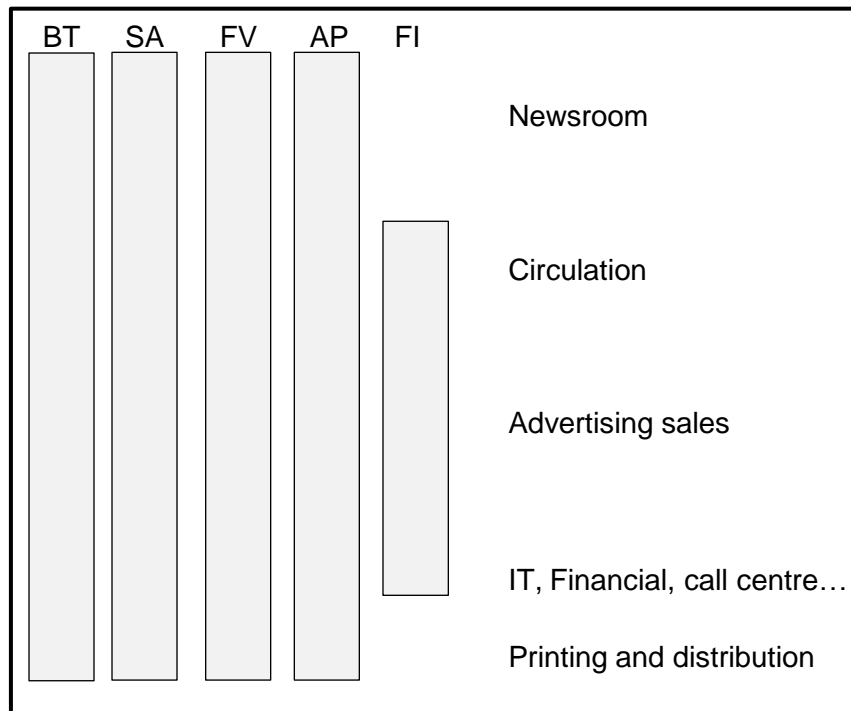 BT SA FV AP FI
Newsroom
Circulation
Advertising sales
IT, Financial, call centre…
Printing and distribution